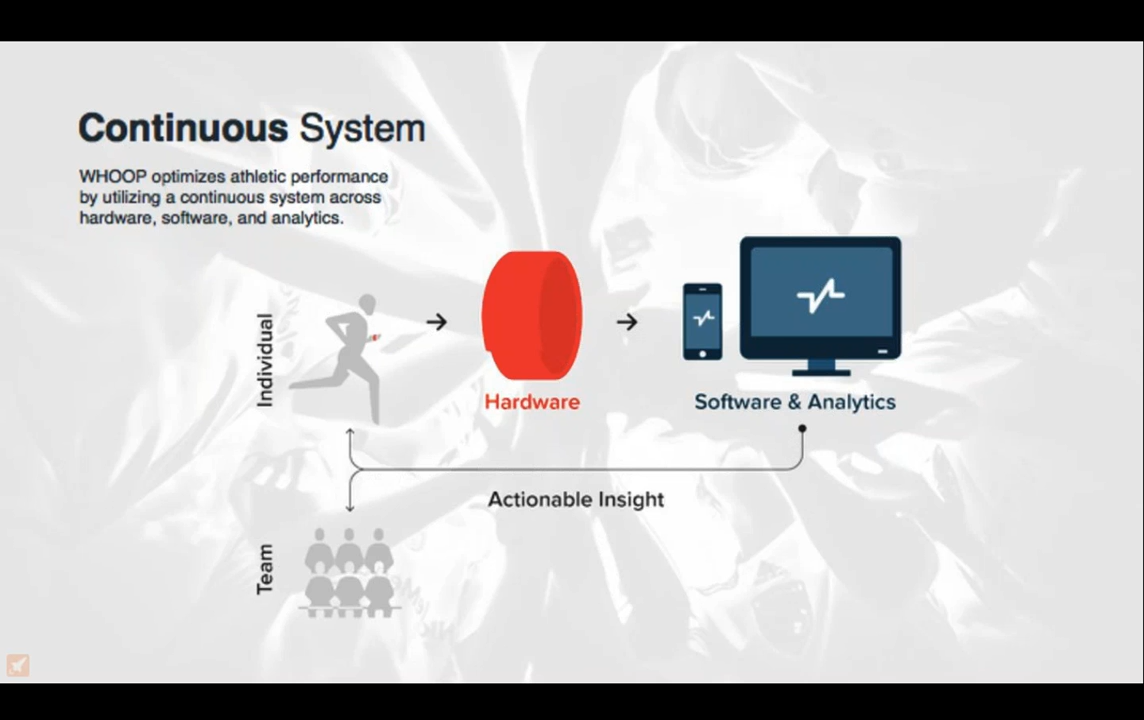 Continuous System
WHOOP optimizes athletic performance
by utilizing a continuous system across
hardware, software, and analytics.
Individual
Hardware
Software & Analytics
Actionable Insight
Team